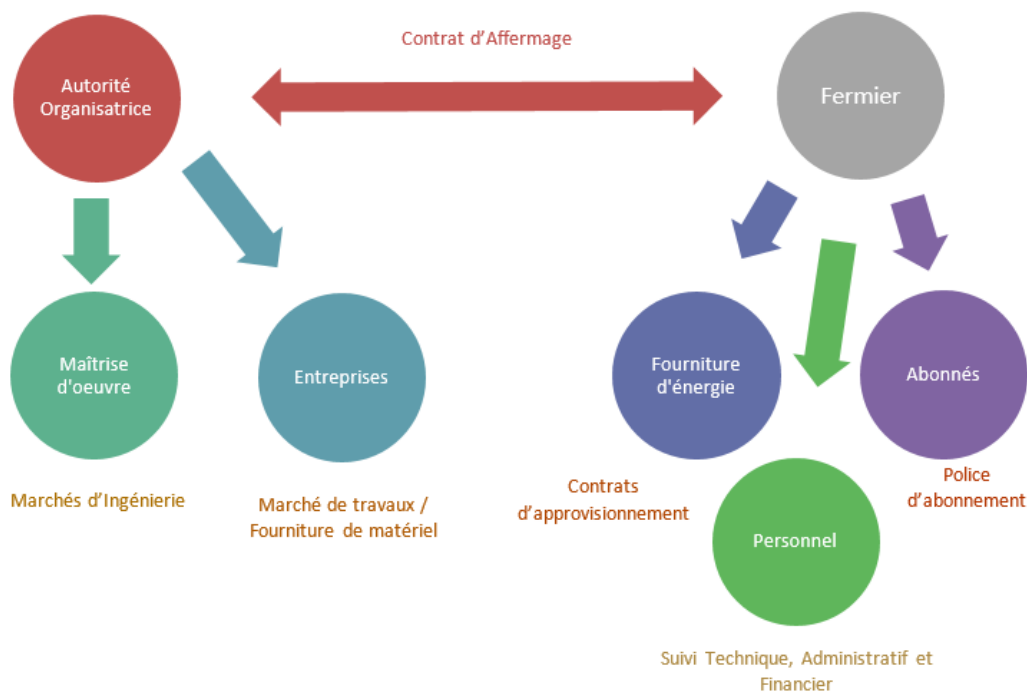 Contrat d'Affermage
Autorité
Organisatrice
Fermier
Maîtrise
d'oeuvre
Entreprises
Fourniture
d'énergie
Abonnés
Marchés d'Ingénierie
Marché de travaux /
Fourniture de matériel
Contrats
d'approvisionnement
Police
d'abonnement
Personnel
Suivi Technique, Administratif et
Financier